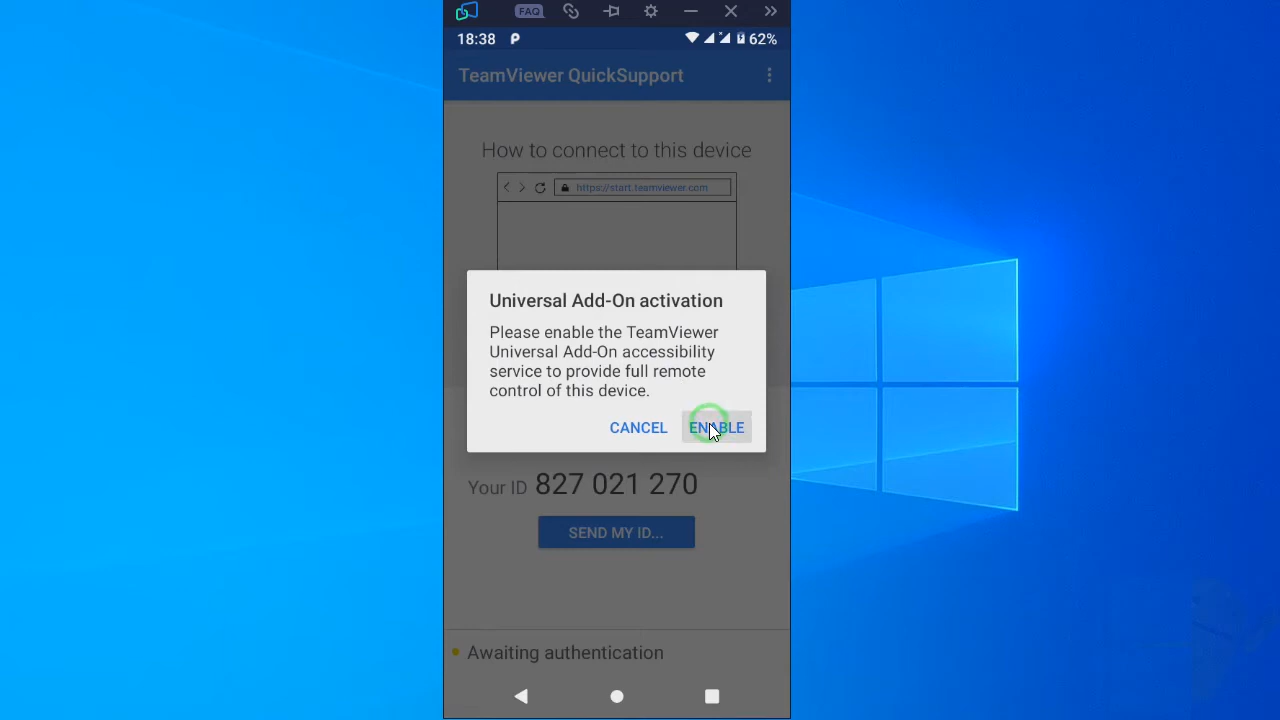 FAQ
18:38
62%
TeamViewer QuickSupport
How to connect to this device
https://start.teamviewer.com
Universal Add-On activation
Please enable the TeamViewer
Universal Add-On accessibility
service to provide full remote
control of this device.
CANCEL ENABLE
Your ID 827 021 270
SEND MY ID...
Awaiting authentication